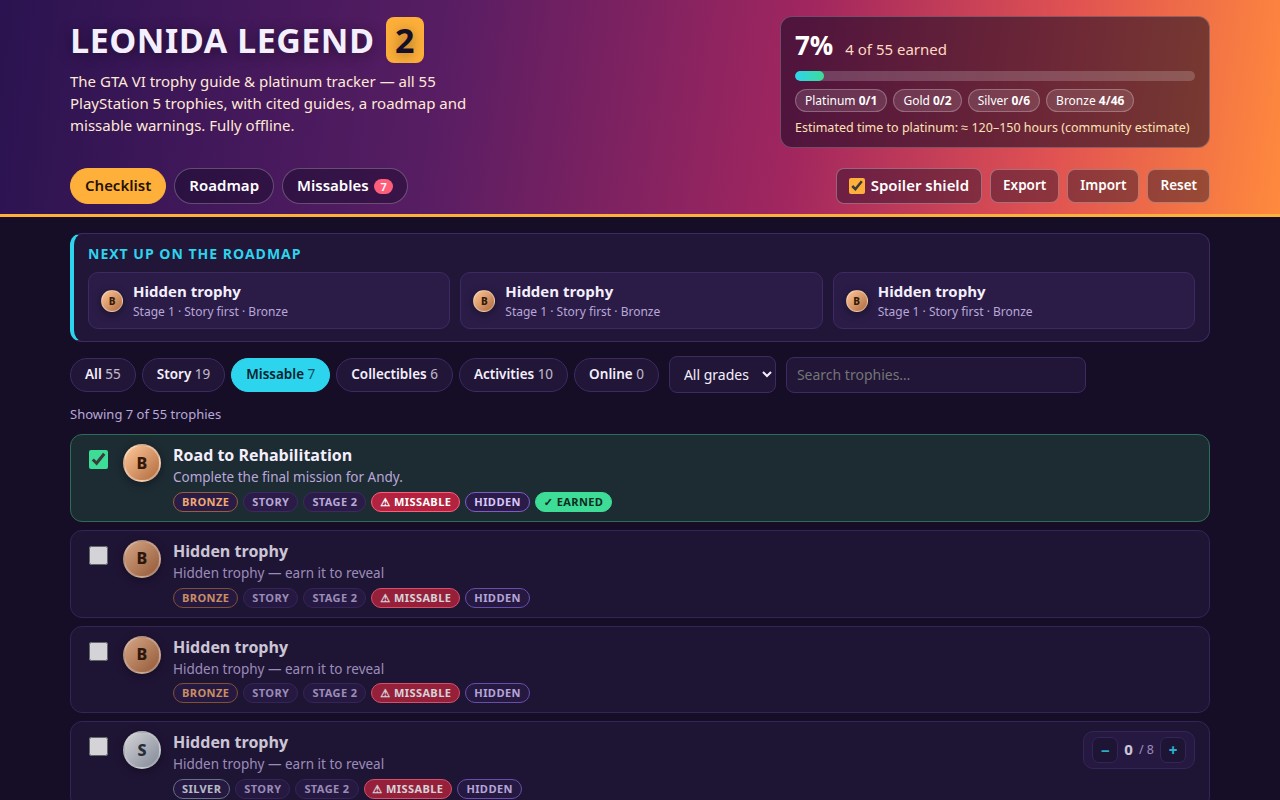 LEONIDA LEGEND 2
The GTA VI trophy guide & platinum tracker — all 55
PlayStation 5 trophies, with cited guides, a roadmap and
missable warnings. Fully offline.
7% 4 of 55 earned
Platinum 0/1 Gold 0/2 Silver 0/6 Bronze 4/46
Estimated time to platinum: ≈ 120–150 hours (community estimate)
Checklist Roadmap Missables 7 Spoiler shield Export Import Reset
NEXT UP ON THE ROADMAP
B Hidden trophy
Stage 1 · Story first · Bronze
B Hidden trophy
Stage 1 · Story first · Bronze
B Hidden trophy
Stage 1 · Story first · Bronze
All 55 Story 19 Missable 7 Collectibles 6 Activities 10 Online 0 All grades Search trophies...
Showing 7 of 55 trophies
B Road to Rehabilitation
Complete the final mission for Andy.
BRONZE STORY STAGE 2 ⚠ MISSABLE HIDDEN ✓ EARNED
B Hidden trophy
Hidden trophy — earn it to reveal
BRONZE STORY STAGE 2 ⚠ MISSABLE HIDDEN
B Hidden trophy
Hidden trophy — earn it to reveal
BRONZE STORY STAGE 2 ⚠ MISSABLE HIDDEN
S Hidden trophy
Hidden trophy — earn it to reveal
– 0 / 8 +
SILVER STORY STAGE 2 ⚠ MISSABLE HIDDEN